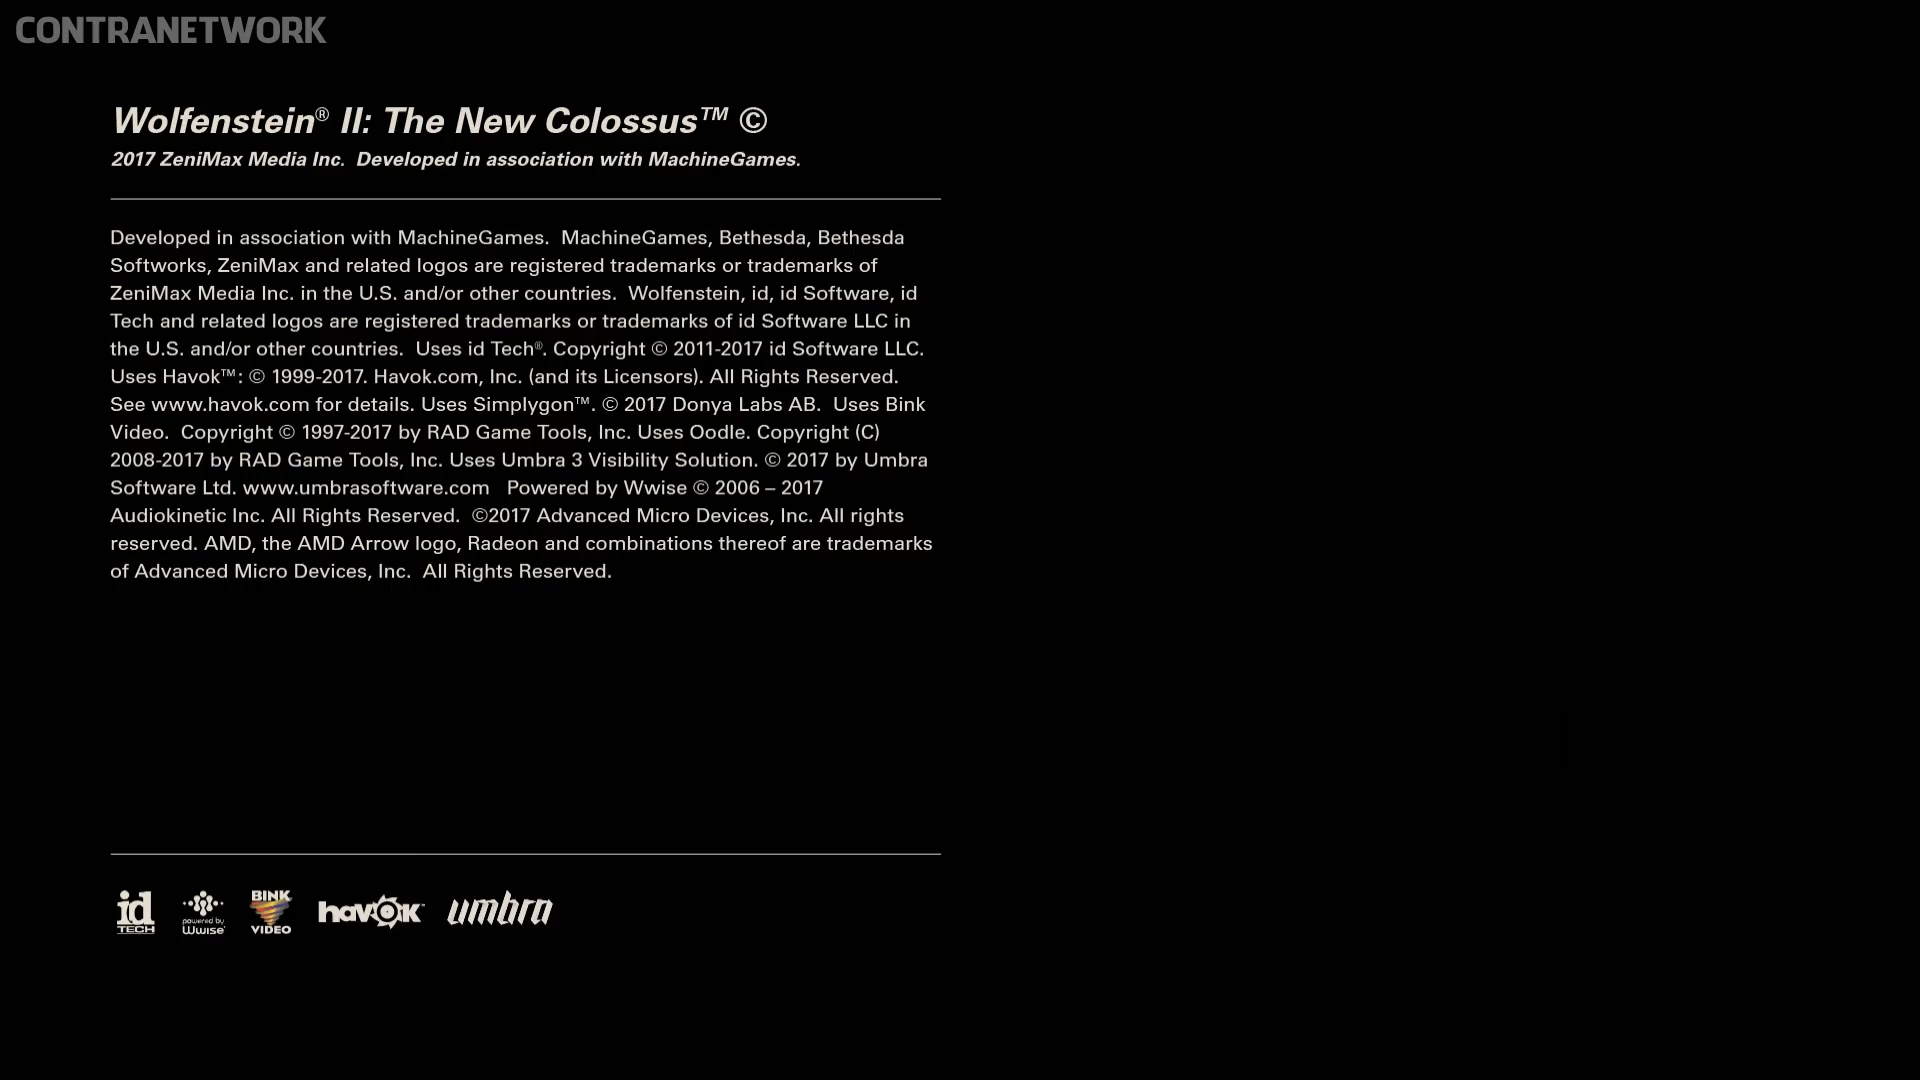 CONTRANETWORK
Wolfenstein® II: The New Colossus™ ©
2017 ZeniMax Media Inc.  Developed in association with MachineGames.
Developed in association with MachineGames.  MachineGames, Bethesda, Bethesda
Softworks, ZeniMax and related logos are registered trademarks or trademarks of
ZeniMax Media Inc. in the U.S. and/or other countries.  Wolfenstein, id, id Software, id
Tech and related logos are registered trademarks or trademarks of id Software LLC in
the U.S. and/or other countries.  Uses id Tech®. Copyright © 2011-2017 id Software LLC.
Uses Havok™: © 1999-2017. Havok.com, Inc. (and its Licensors). All Rights Reserved.
See www.havok.com for details. Uses Simplygon™. © 2017 Donya Labs AB.  Uses Bink
Video.  Copyright © 1997-2017 by RAD Game Tools, Inc. Uses Oodle. Copyright (C)
2008-2017 by RAD Game Tools, Inc. Uses Umbra 3 Visibility Solution. © 2017 by Umbra
Software Ltd. www.umbrasoftware.com   Powered by Wwise © 2006 – 2017
Audiokinetic Inc. All Rights Reserved.  ©2017 Advanced Micro Devices, Inc. All rights
reserved. AMD, the AMD Arrow logo, Radeon and combinations thereof are trademarks
of Advanced Micro Devices, Inc.  All Rights Reserved.
id
TECH
powered by
Wwise
BINK
VIDEO
havok™
umbra